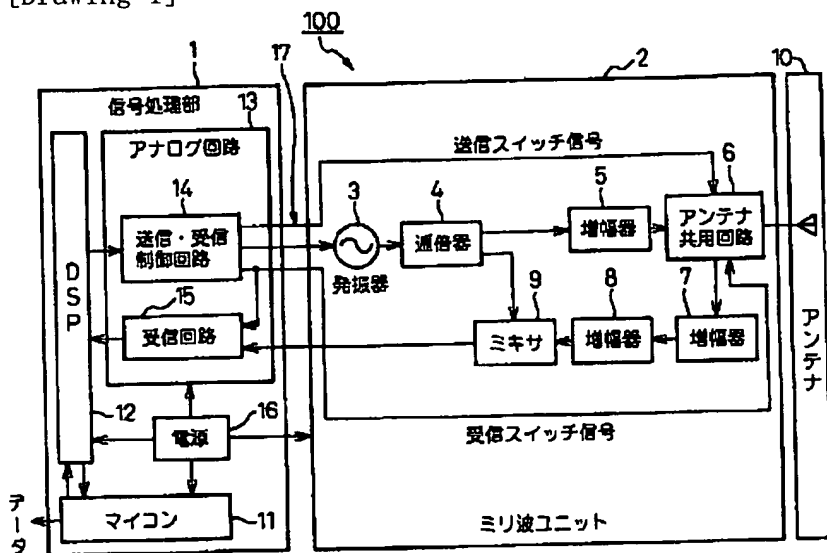 [Drawing 1]
100
1
17
2
10
信号処理部
13
アナログ回路
送信スイッチ信号
14
送信・受信
制御回路
3
発振器
4
逓倍器
5
増幅器
6
アンテナ
共用回路
DSP
15
受信回路
9
ミキサ
8
増幅器
7
増幅器
アンテナ
12
電源
16
受信スイッチ信号
データ
マイコン
11
ミリ波ユニット